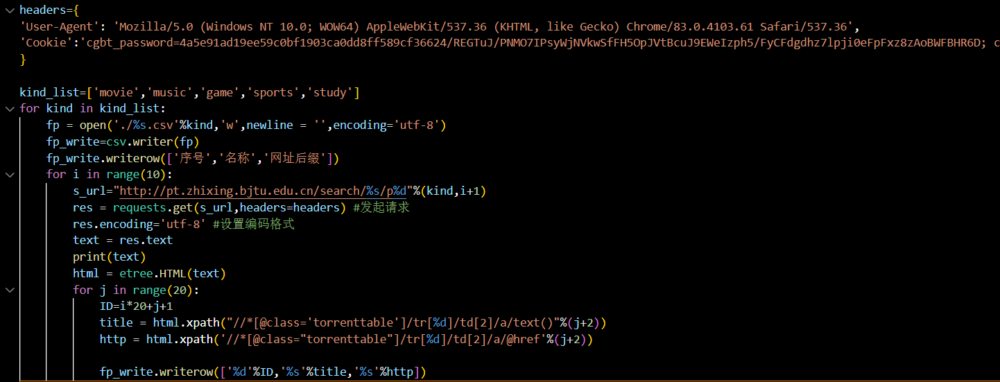 headers={
'User-Agent': 'Mozilla/5.0 (Windows NT 10.0; WOW64) AppleWebKit/537.36 (KHTML, like Gecko) Chrome/83.0.4103.61 Safari/537.36',
'Cookie':'cgbt_password=4a5e91ad19ee59c0bf1903ca0dd8ff589cf36624/REGTuJ/PNMO7IPsyWjNVkwSfFH5OpJVtBcuJ9EWeIzph5/FyCFdgdhz7lpji0eFpFxz8zAoBWFBHR6D; c
}
kind_list=['movie','music','game','sports','study']
for kind in kind_list:
fp = open('./%s.csv'%kind,'w',newline = '',encoding='utf-8')
fp_write=csv.writer(fp)
fp_write.writerow(['序号','名称','网址后缀'])
for i in range(10):
s_url="http://pt.zhixing.bjtu.edu.cn/search/%s/p%d"%(kind,i+1)
res = requests.get(s_url,headers=headers) #发起请求
res.encoding='utf-8' #设置编码格式
text = res.text
print(text)
html = etree.HTML(text)
for j in range(20):
ID=i*20+j+1
title = html.xpath("//*[@class='torrenttable']/tr[%d]/td[2]/a/text()"%(j+2))
http = html.xpath('//*[@class="torrenttable"]/tr[%d]/td[2]/a/@href'%(j+2))
fp_write.writerow(['%d'%ID,'%s'%title,'%s'%http])